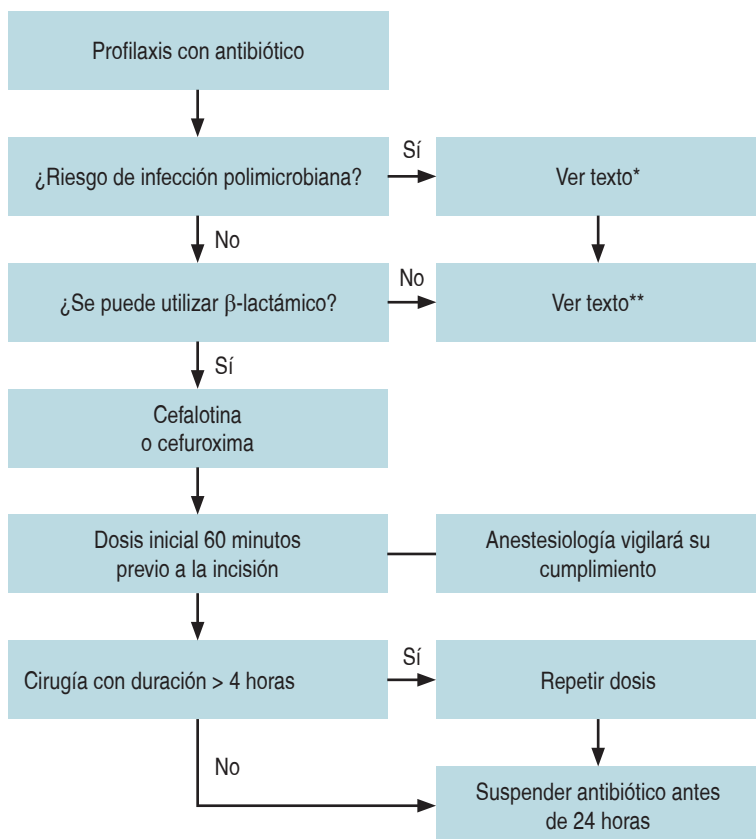 Profilaxis con antibiótico
¿Riesgo de infección polimicrobiana?
Sí
Ver texto*
No
¿Se puede utilizar β-lactámico?
No
Ver texto**
Sí
Cefalotina
o cefuroxima
Dosis inicial 60 minutos
previo a la incisión
Anestesiología vigilará su
cumplimiento
Cirugía con duración > 4 horas
Sí
Repetir dosis
No
Suspender antibiótico antes
de 24 horas